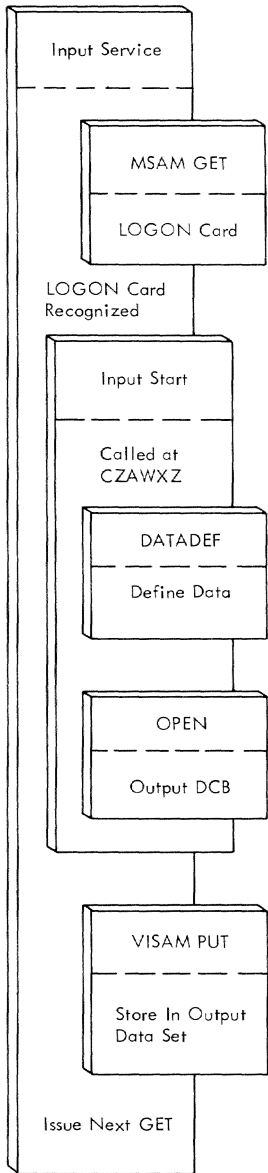 Input Service
MSAM GET
LOGON Card
LOGON Card
Recognized
Input Start
Called at
CZAWXZ
DATADEF
Define Data
OPEN
Output DCB
VISAM PUT
Store In Output
Data Set
Issue Next GET